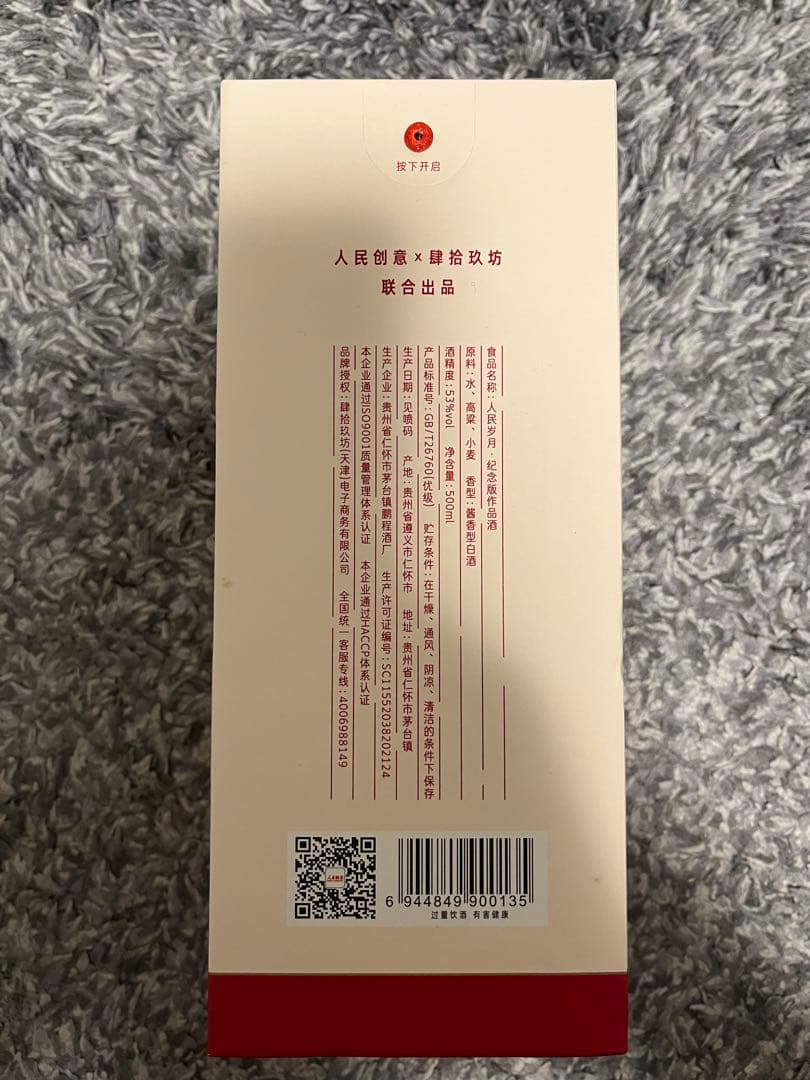 按下开启
人民创意×肆拾玖坊
联合出品
食品名称:人民岁月·纪念版作品酒
原料:水、高粱、小麦 香型:酱香型白酒
酒精度:53%vol 净含量:500ml
产品标准号:GB/T26760(优级) 贮存条件:在干燥、通风、阴凉、清洁的条件下保存
生产日期:见喷码 产地:贵州省遵义市仁怀市 地址:贵州省仁怀市茅台镇
生产企业:贵州省仁怀市茅台镇鹏程酒厂 生产许可证编号:SC11552038202124
本企业通过ISO9001质量管理体系认证 本企业通过HACCP体系认证
品牌授权:肆拾玖坊(天津)电子商务有限公司 全国统一客服专线:4006988149
6 944849 900135
过量饮酒 有害健康